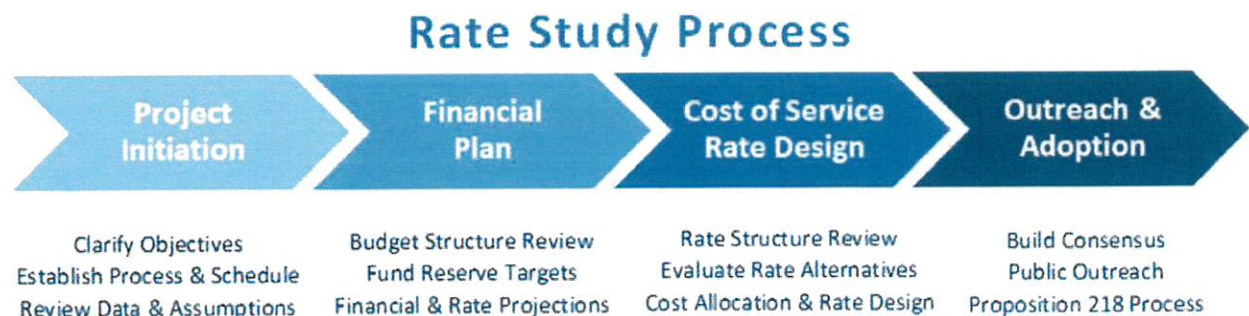 Rate Study Process
Project
Initiation
Financial
Plan
Cost of Service
Rate Design
Outreach &
Adoption
Clarify Objectives
Establish Process & Schedule
Review Data & Assumptions
Budget Structure Review
Fund Reserve Targets
Financial & Rate Projections
Rate Structure Review
Evaluate Rate Alternatives
Cost Allocation & Rate Design
Build Consensus
Public Outreach
Proposition 218 Process